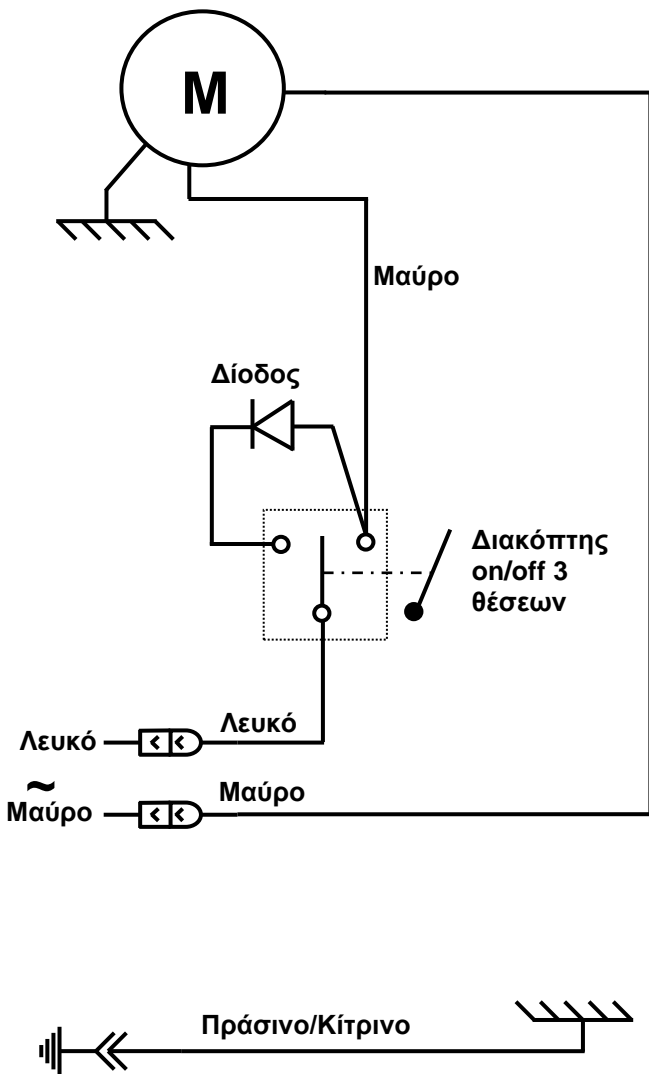 M
Μαύρο
Δίοδος
Διακόπτης
on/off 3
θέσεων
Λευκό
Λευκό
~
Μαύρο
Μαύρο
Πράσινο/Κίτρινο